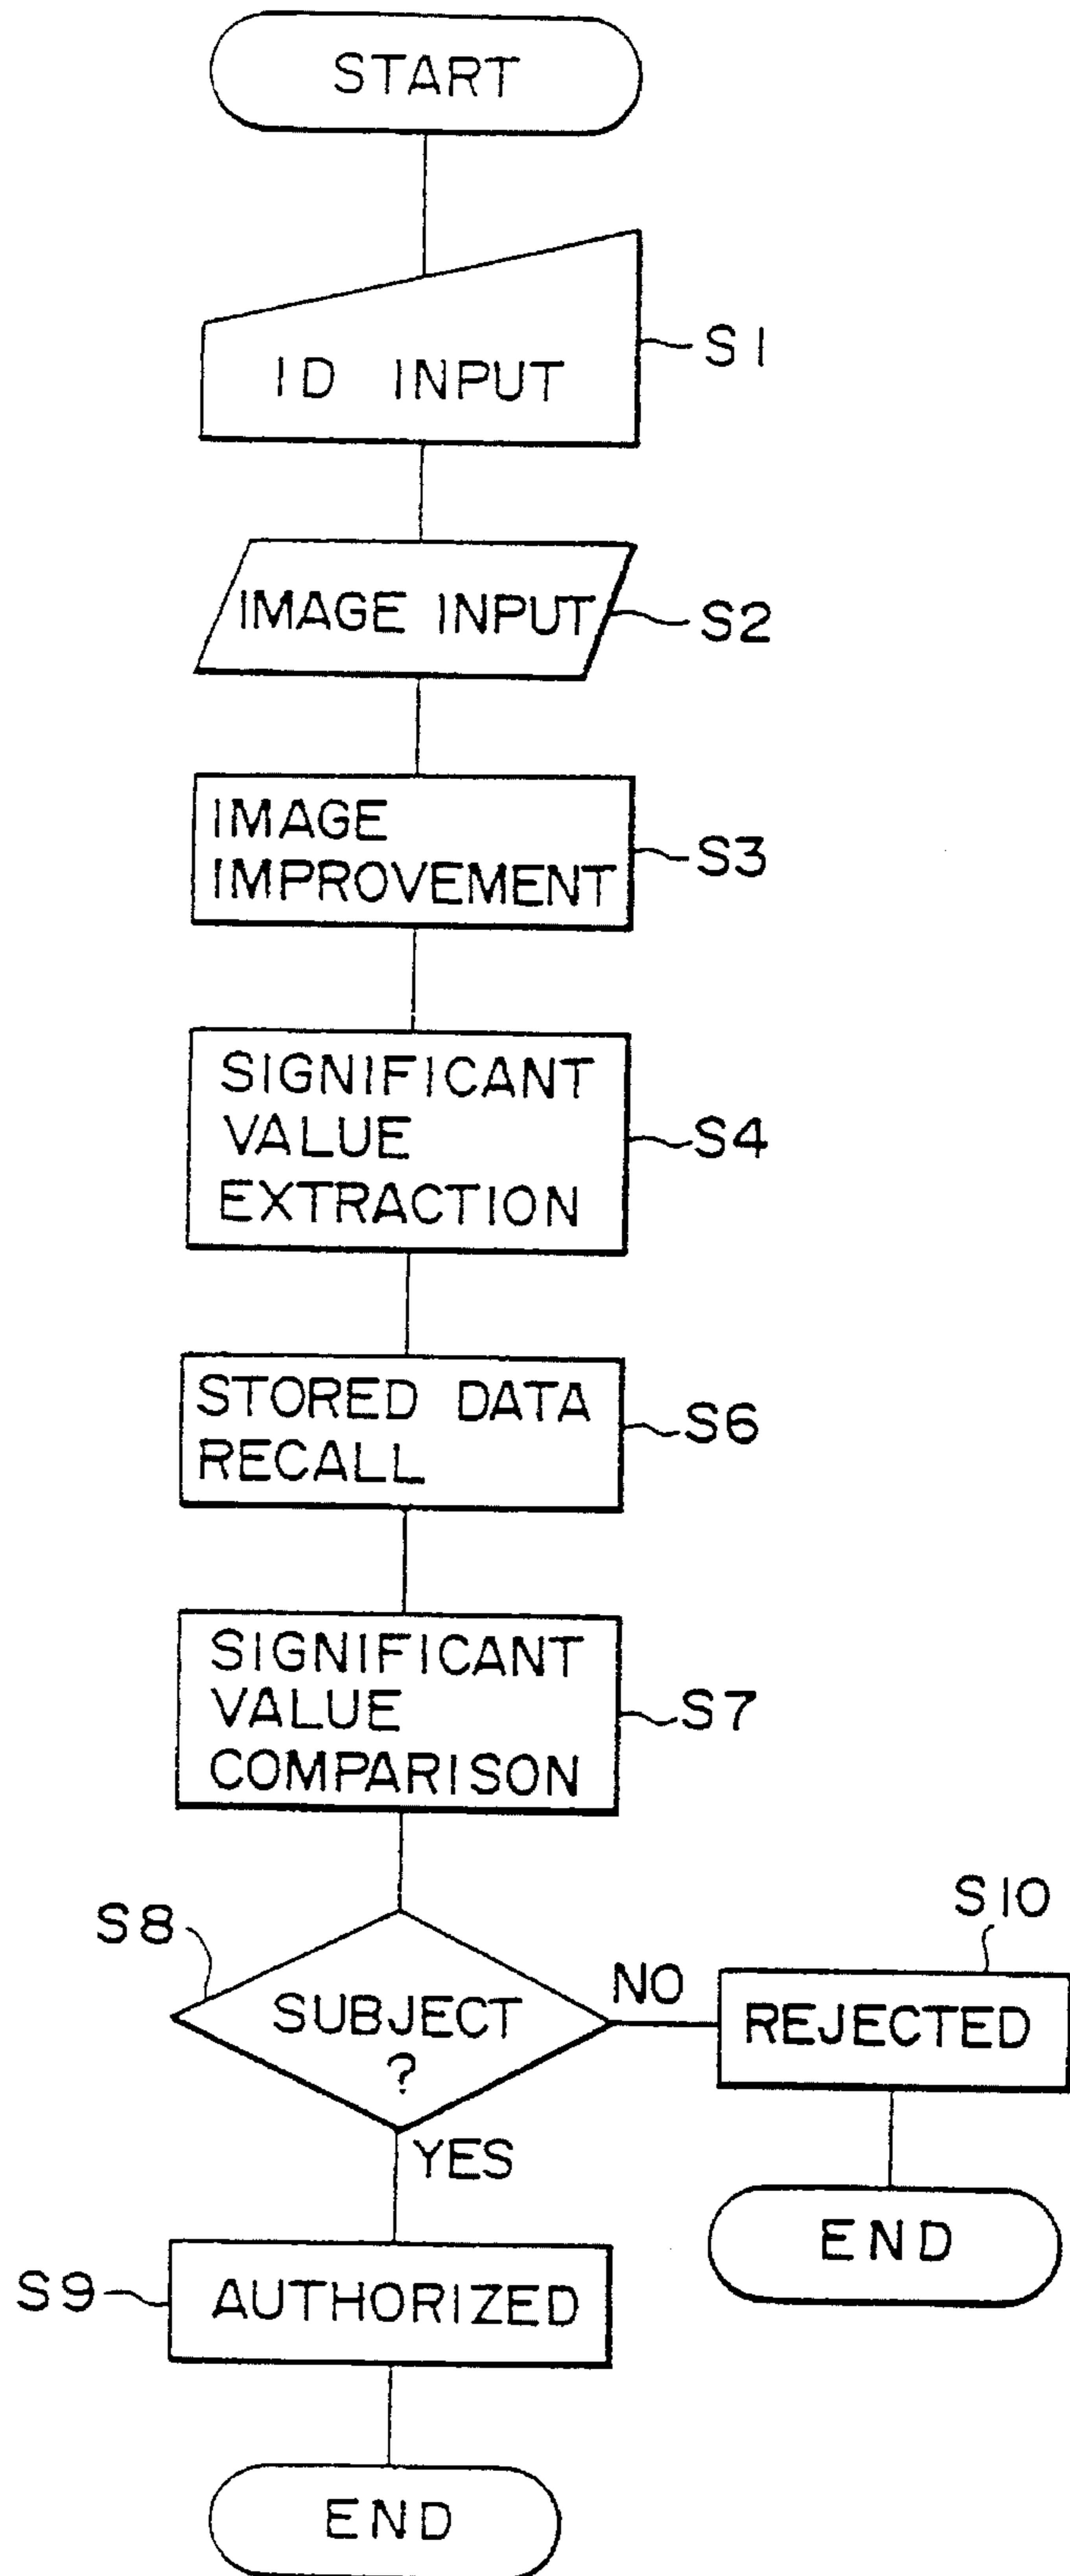 START
ID INPUT
S1
IMAGE INPUT
S2
IMAGE
IMPROVEMENT
S3
SIGNIFICANT
VALUE
EXTRACTION
S4
STORED DATA
RECALL
S6
SIGNIFICANT
VALUE
COMPARISON
S7
S8
SUBJECT
?
NO
S10
REJECTED
YES
END
S9
AUTHORIZED
END